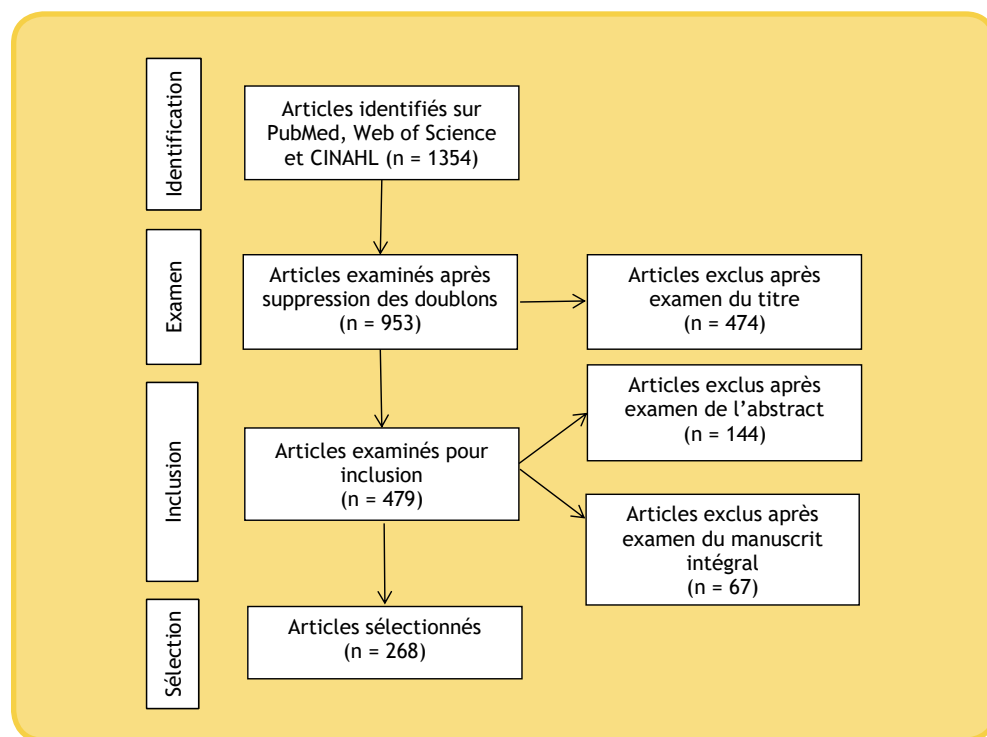 Identification
Articles identifiés sur
PubMed, Web of Science
et CINAHL (n = 1354)
Examen
Articles examinés après
suppression des doublons
(n = 953)
Articles exclus après
examen du titre
(n = 474)
Inclusion
Articles examinés pour
inclusion
(n = 479)
Articles exclus après
examen de l’abstract
(n = 144)
Articles exclus après
examen du manuscrit
intégral
(n = 67)
Sélection
Articles sélectionnés
(n = 268)